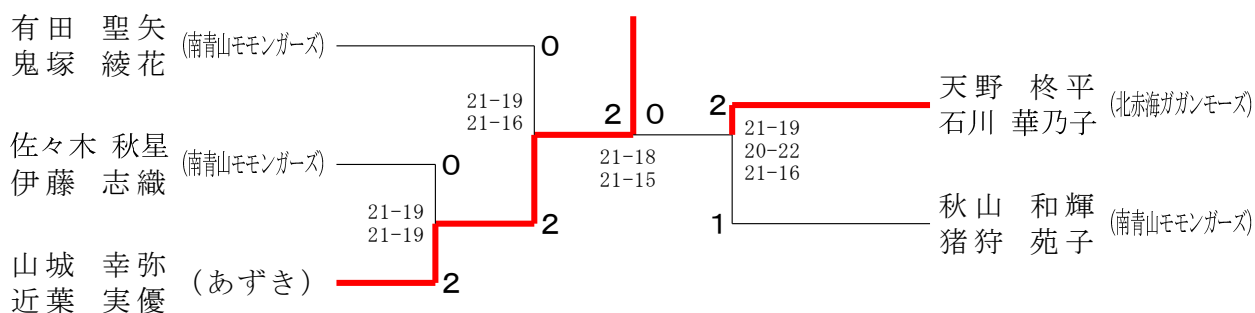 有田 聖矢
鬼塚 綾花
(南青山モモンガーズ)
0
21-19
21-16
佐々木 秋星
伊藤 志織
(南青山モモンガーズ)
0
21-19
21-19
2
山城 幸弥
近葉 実優
(あずき)
2
2 0
21-18
21-15
2
天野 柊平
石川 華乃子
(北赤海ガガンモーズ)
21-19
20-22
21-16
1
秋山 和輝
猪狩 苑子
(南青山モモンガーズ)